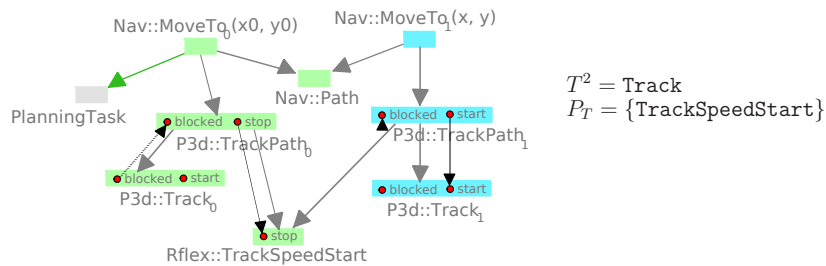 Nav::MoveTo0(x0, y0)
Nav::MoveTo1(x, y)
PlanningTask
Nav::Path
T² = Track
P_T = {TrackSpeedStart}
blocked stop
P3d::TrackPath0
blocked start
P3d::TrackPath1
blocked start
P3d::Track0
blocked start
P3d::Track1
stop
Rflex::TrackSpeedStart